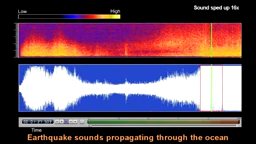 Low
High
Sound sped up 16x
Time
Earthquake sounds propagating through the ocean